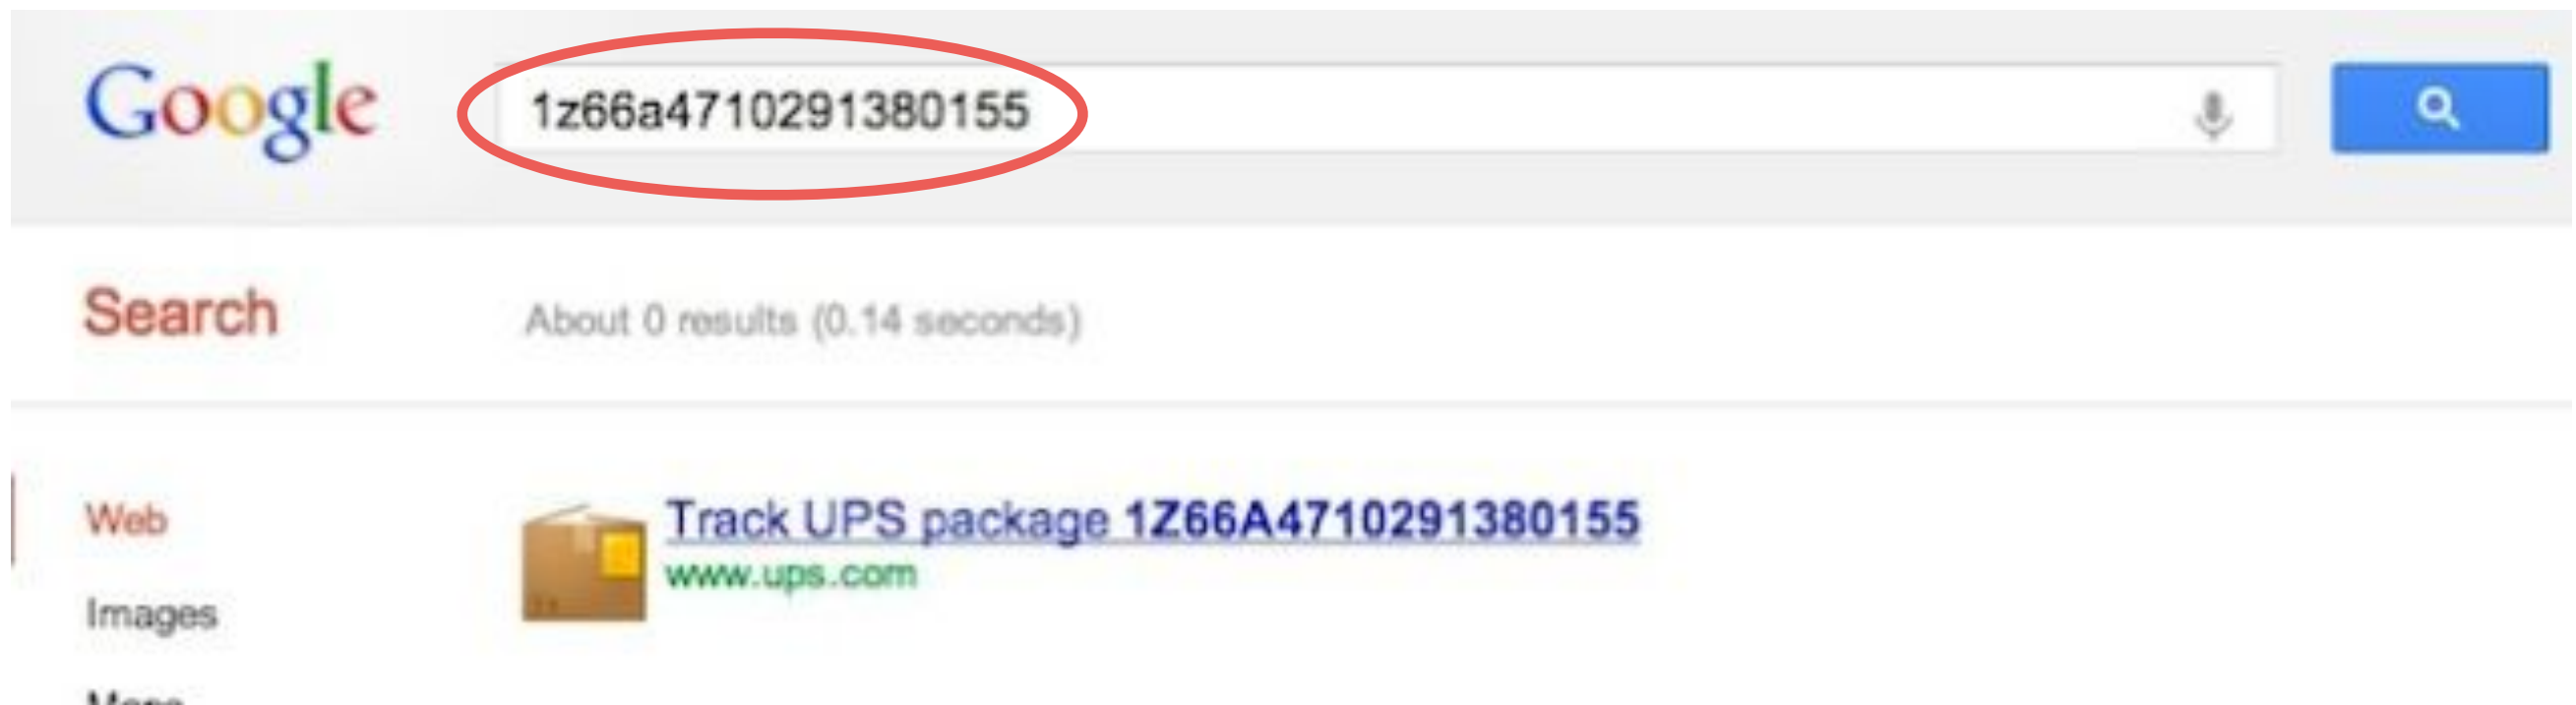 Google 1z66a4710291380155
Search About 0 results (0.14 seconds)
Web
Track UPS package 1Z66A4710291380155
www.ups.com
Images